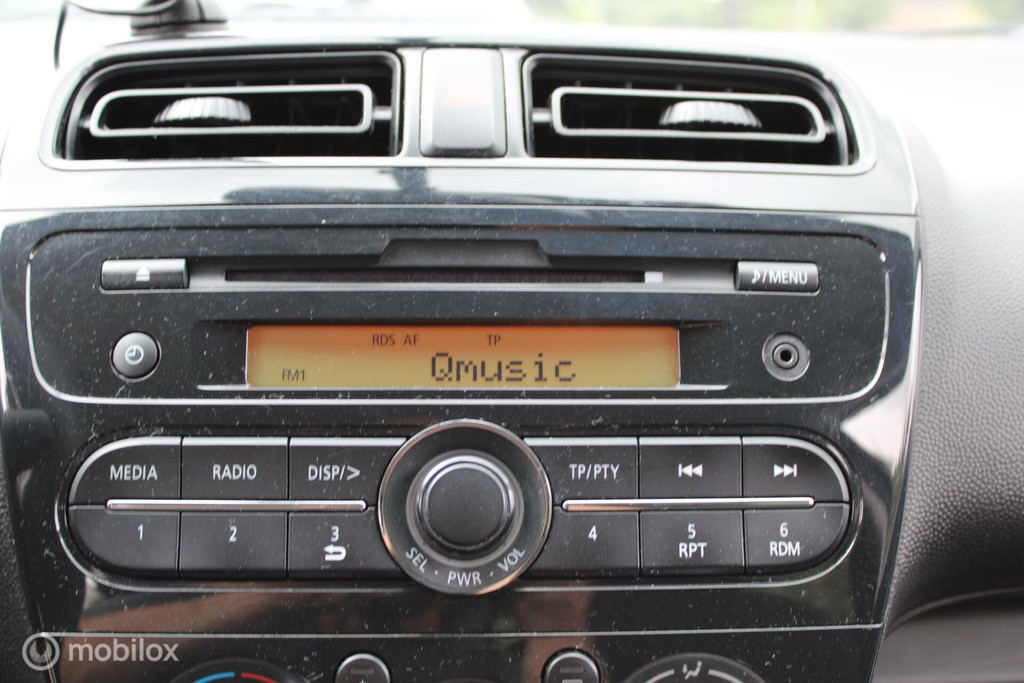 ♪/MENU
RDS AF TP
FM1 Qmusic
MEDIA RADIO DISP/> TP/PTY
1 2 3 4 5 6
RPT RDM
SEL · PWR · VOL
mobilox